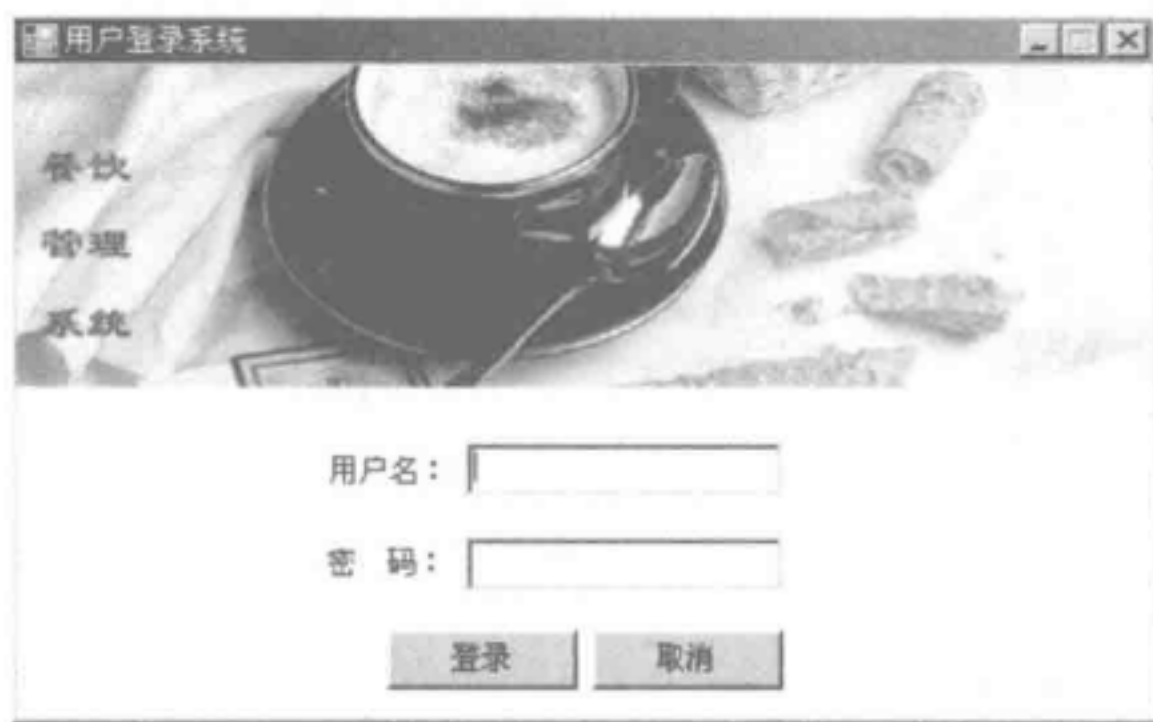 用户登录系统
餐饮
管理
系统
用户名：
密 码：
登录 取消